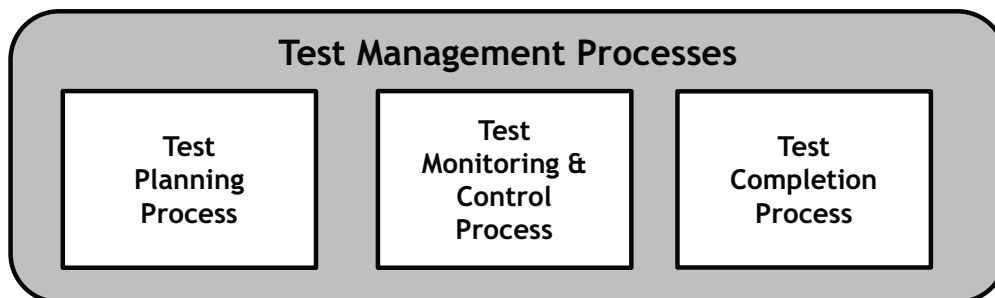 Test Management Processes
Test
Planning
Process
Test
Monitoring &
Control
Process
Test
Completion
Process